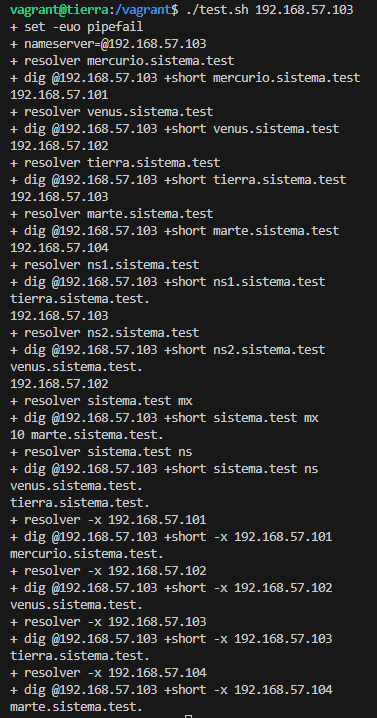 vagrant@tierra:/vagrant$ ./test.sh 192.168.57.103
+ set -euo pipefail
+ nameserver=@192.168.57.103
+ resolver mercurio.sistema.test
+ dig @192.168.57.103 +short mercurio.sistema.test
192.168.57.101
+ resolver venus.sistema.test
+ dig @192.168.57.103 +short venus.sistema.test
192.168.57.102
+ resolver tierra.sistema.test
+ dig @192.168.57.103 +short tierra.sistema.test
192.168.57.103
+ resolver marte.sistema.test
+ dig @192.168.57.103 +short marte.sistema.test
192.168.57.104
+ resolver ns1.sistema.test
+ dig @192.168.57.103 +short ns1.sistema.test
tierra.sistema.test.
192.168.57.103
+ resolver ns2.sistema.test
+ dig @192.168.57.103 +short ns2.sistema.test
venus.sistema.test.
192.168.57.102
+ resolver sistema.test mx
+ dig @192.168.57.103 +short sistema.test mx
10 marte.sistema.test.
+ resolver sistema.test ns
+ dig @192.168.57.103 +short sistema.test ns
venus.sistema.test.
tierra.sistema.test.
+ resolver -x 192.168.57.101
+ dig @192.168.57.103 +short -x 192.168.57.101
mercurio.sistema.test.
+ resolver -x 192.168.57.102
+ dig @192.168.57.103 +short -x 192.168.57.102
venus.sistema.test.
+ resolver -x 192.168.57.103
+ dig @192.168.57.103 +short -x 192.168.57.103
tierra.sistema.test.
+ resolver -x 192.168.57.104
+ dig @192.168.57.103 +short -x 192.168.57.104
marte.sistema.test.